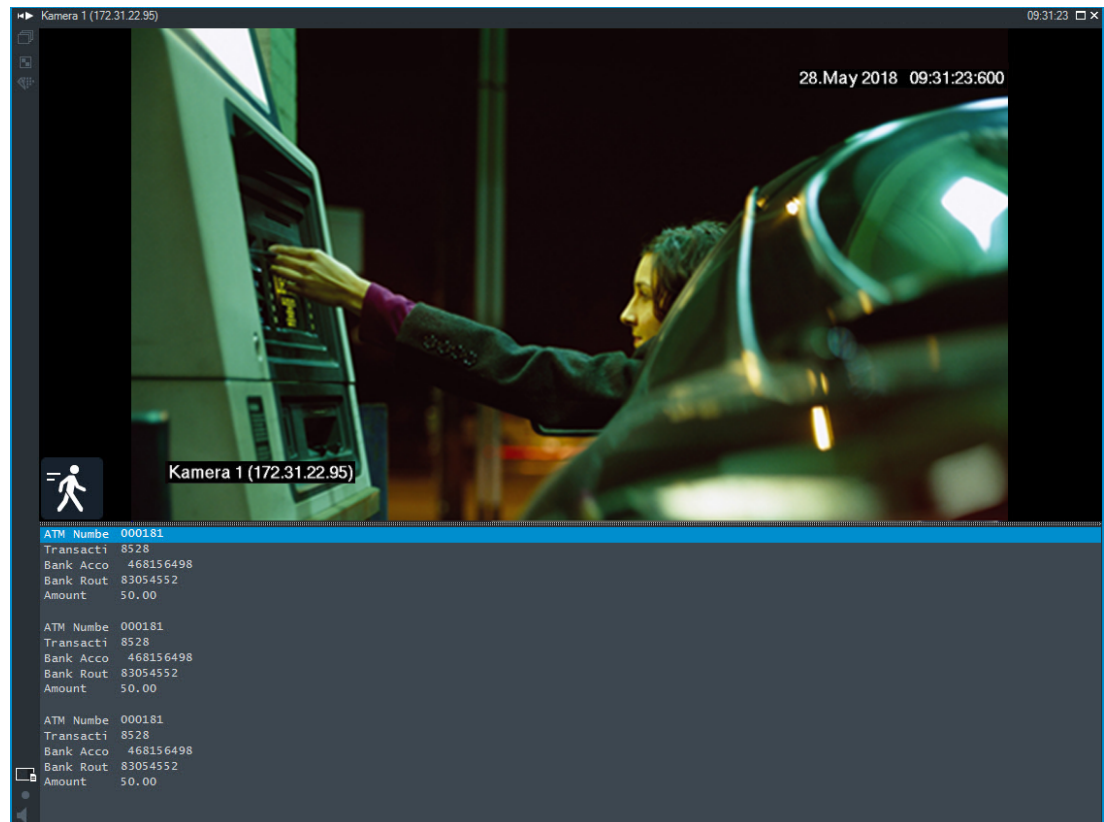 Kamera 1 (172.31.22.95) 09:31:23
28.May 2018 09:31:23:600
Kamera 1 (172.31.22.95)
ATM Numbe 000181
Transacti 8528
Bank Acco 468156498
Bank Rout 83054552
Amount 50.00
ATM Numbe 000181
Transacti 8528
Bank Acco 468156498
Bank Rout 83054552
Amount 50.00
ATM Numbe 000181
Transacti 8528
Bank Acco 468156498
Bank Rout 83054552
Amount 50.00